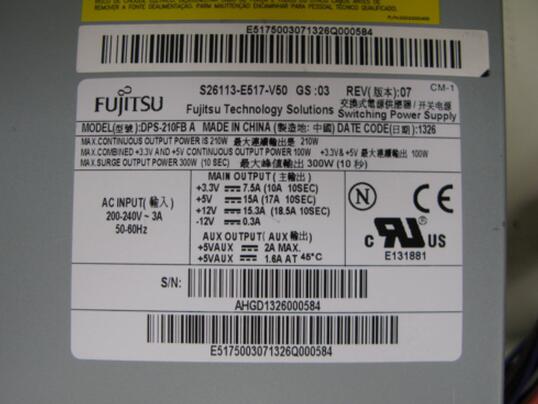 REMOVER
E5175003071326Q000584
S26113-E517-V50 GS :03 REV(版本):07 CM-1
FUJITSU
Fujitsu Technology Solutions 交換式電源供應器 / 开关电源
Switching Power Supply
MODEL(型號):DPS-210FB A MADE IN CHINA (製造地: 中國) DATE CODE(日期):1326
MAX.CONTINUOUS OUTPUT POWER IS 210W 最大連續輸出是 210W
MAX.COMBINED +3.3V AND +5V CONTINUOUS OUTPUT POWER 100W +3.3V & +5V 最大連續輸出 100W
MAX.SURGE OUTPUT POWER 300W (10 SEC) 最大峰值輸出 300W (10 秒)
AC INPUT( 輸入)
200-240V ~ 3A
50-60Hz
MAIN OUTPUT ( 主輸出)
+3.3V 7.5A (10A 10SEC)
+5V 15A (17A 10SEC)
+12V 15.3A (18.5A 10SEC)
-12V 0.3A
AUX OUTPUT( AUX 輸出)
+5VAUX 2A MAX.
+5VAUX 1.6A AT 45°C
N
CE
C UR US
E131881
S/N:
AHGD1326000584
E5175003071326Q000584